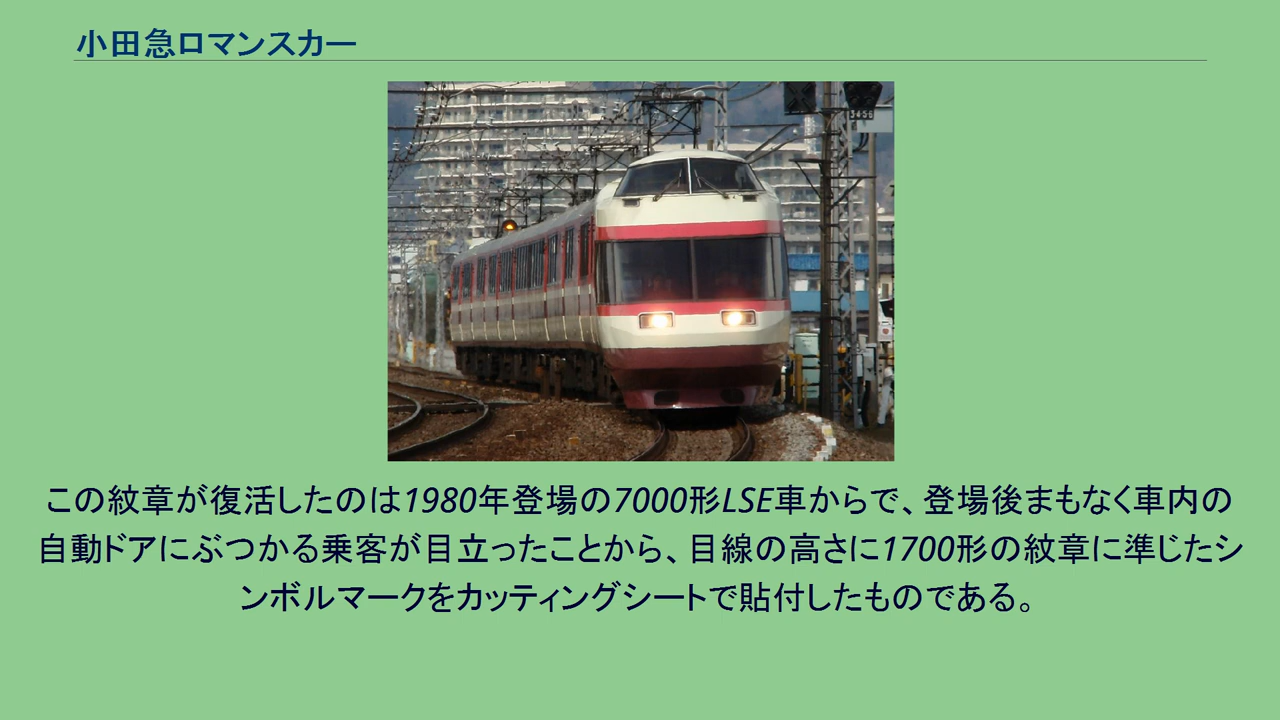 小田急ロマンスカー
3456
この紋章が復活したのは1980年登場の7000形LSE車からで、登場後まもなく車内の
自動ドアにぶつかる乗客が目立ったことから、目線の高さに1700形の紋章に準じたシ
ンボルマークをカッティングシートで貼付したものである。